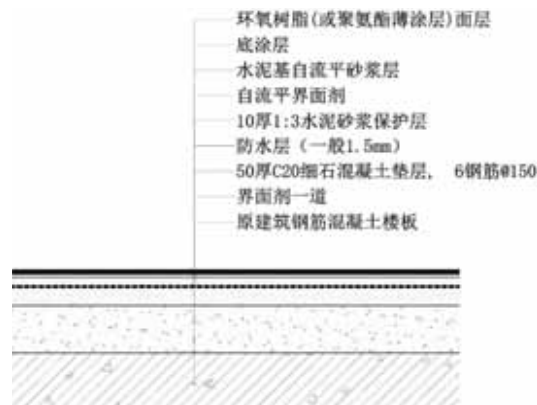 环氧树脂(或聚氨酯薄涂层)面层
底涂层
水泥基自流平砂浆层
自流平界面剂
10厚1:3水泥砂浆保护层
防水层（一般1.5mm）
50厚C20细石混凝土垫层， 6钢筋@150
界面剂一道
原建筑钢筋混凝土楼板